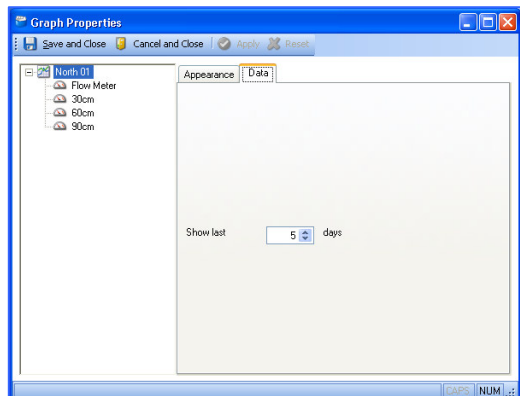 Graph Properties
Save and Close Cancel and Close Apply Reset
North 01
Flow Meter
30cm
60cm
90cm
Appearance Data
Show last 5 days
CAPS NUM